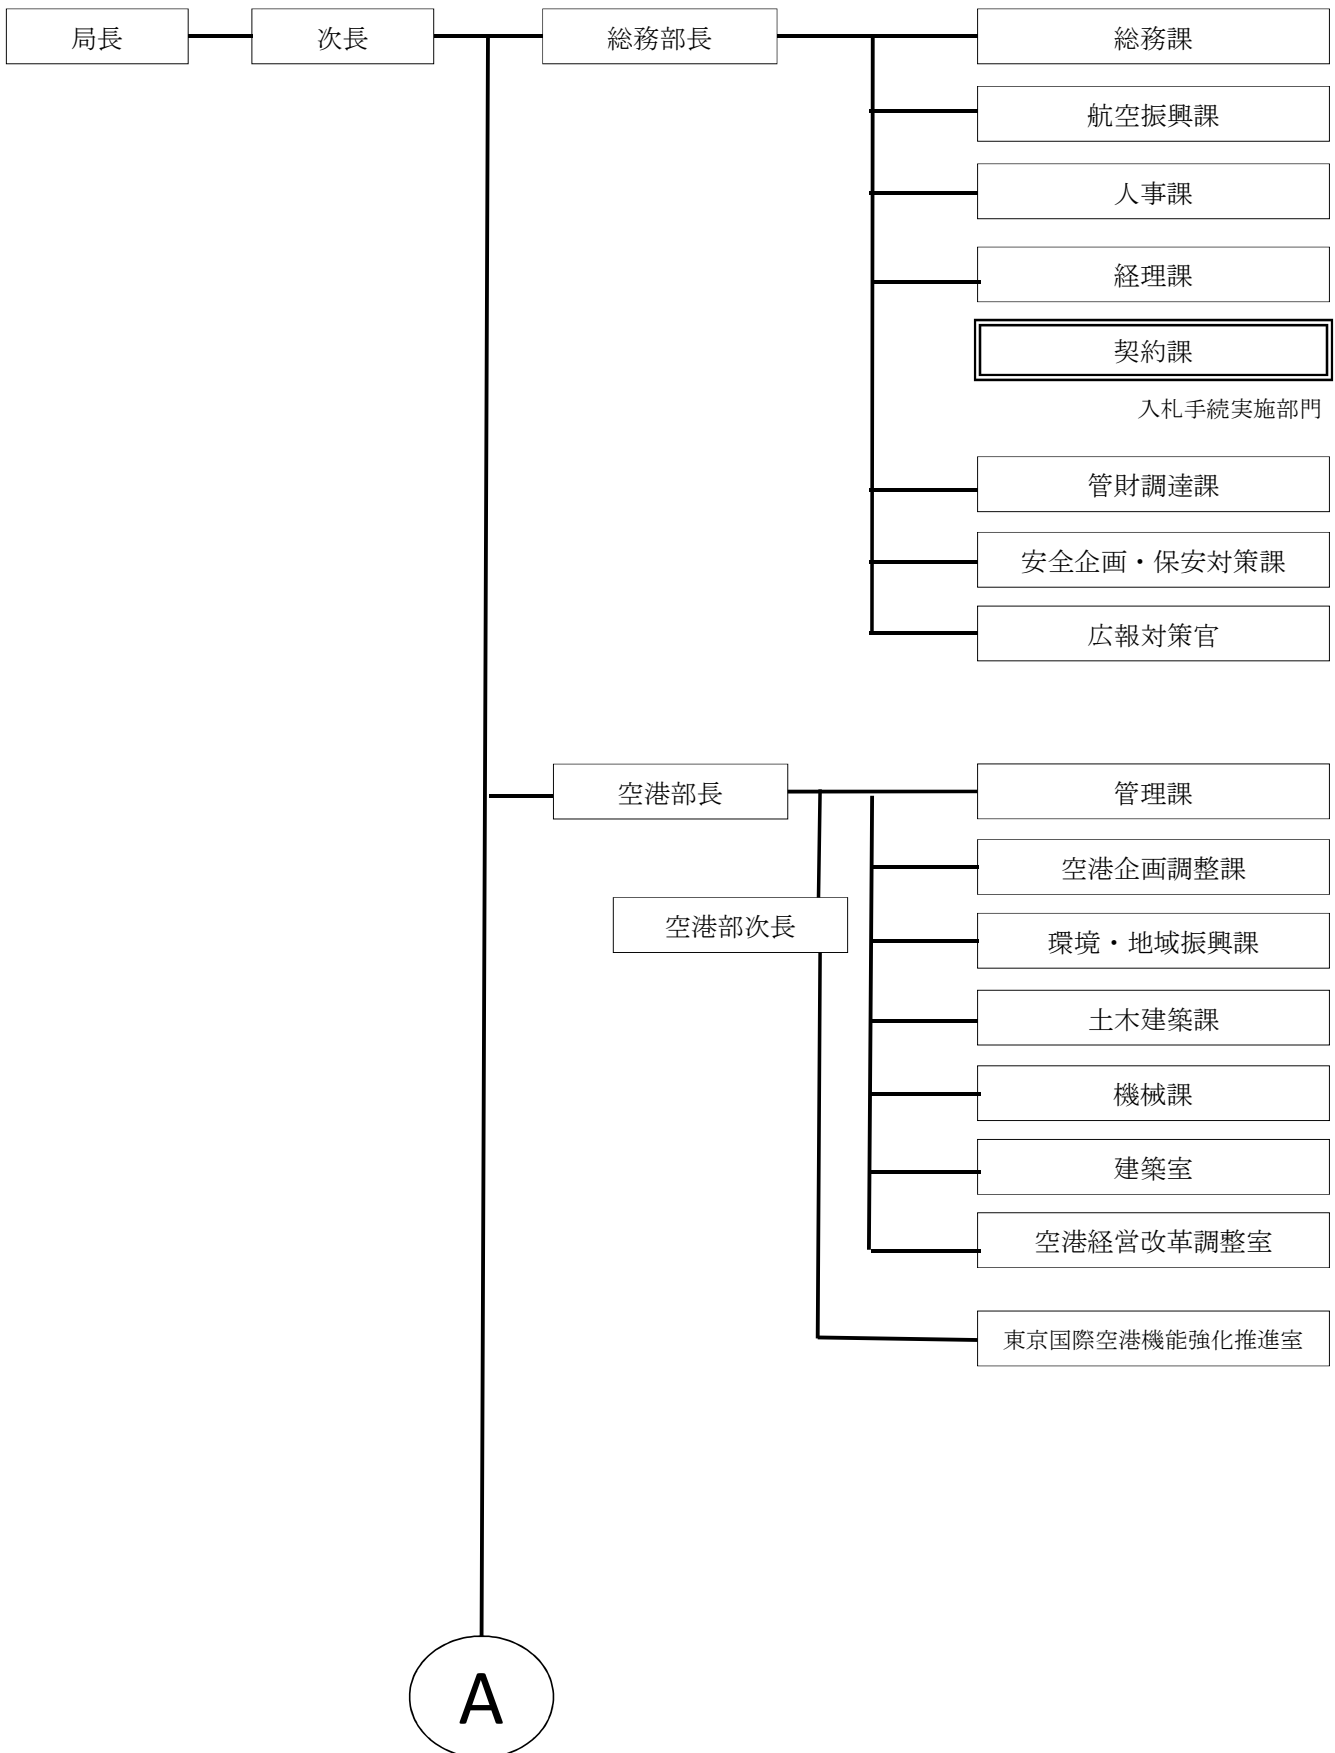 局長
次長
総務部長
総務課
航空振興課
人事課
経理課
契約課
入札手続実施部門
管財調達課
安全企画・保安対策課
広報対策官
空港部長
管理課
空港企画調整課
空港部次長
環境・地域振興課
土木建築課
機械課
建築室
空港経営改革調整室
東京国際空港機能強化推進室
A